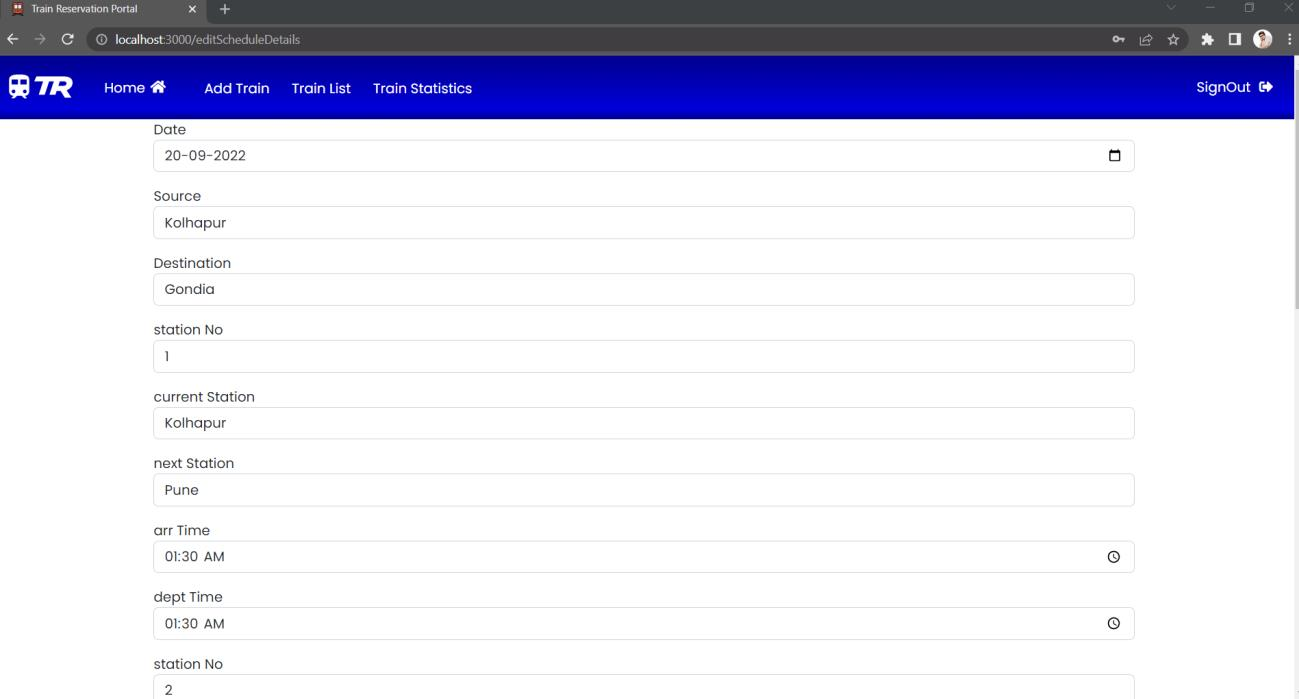 Train Reservation Portal
localhost:3000/editScheduleDetails
TR Home Add Train Train List Train Statistics SignOut
Date
20-09-2022
Source
Kolhapur
Destination
Gondia
station No
1
current Station
Kolhapur
next Station
Pune
arr Time
01:30 AM
dept Time
01:30 AM
station No
2